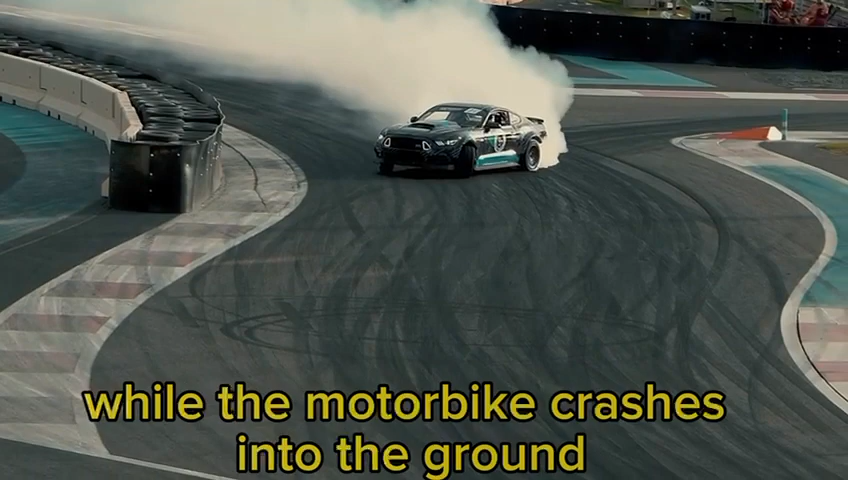 while the motorbike crashes
into the ground